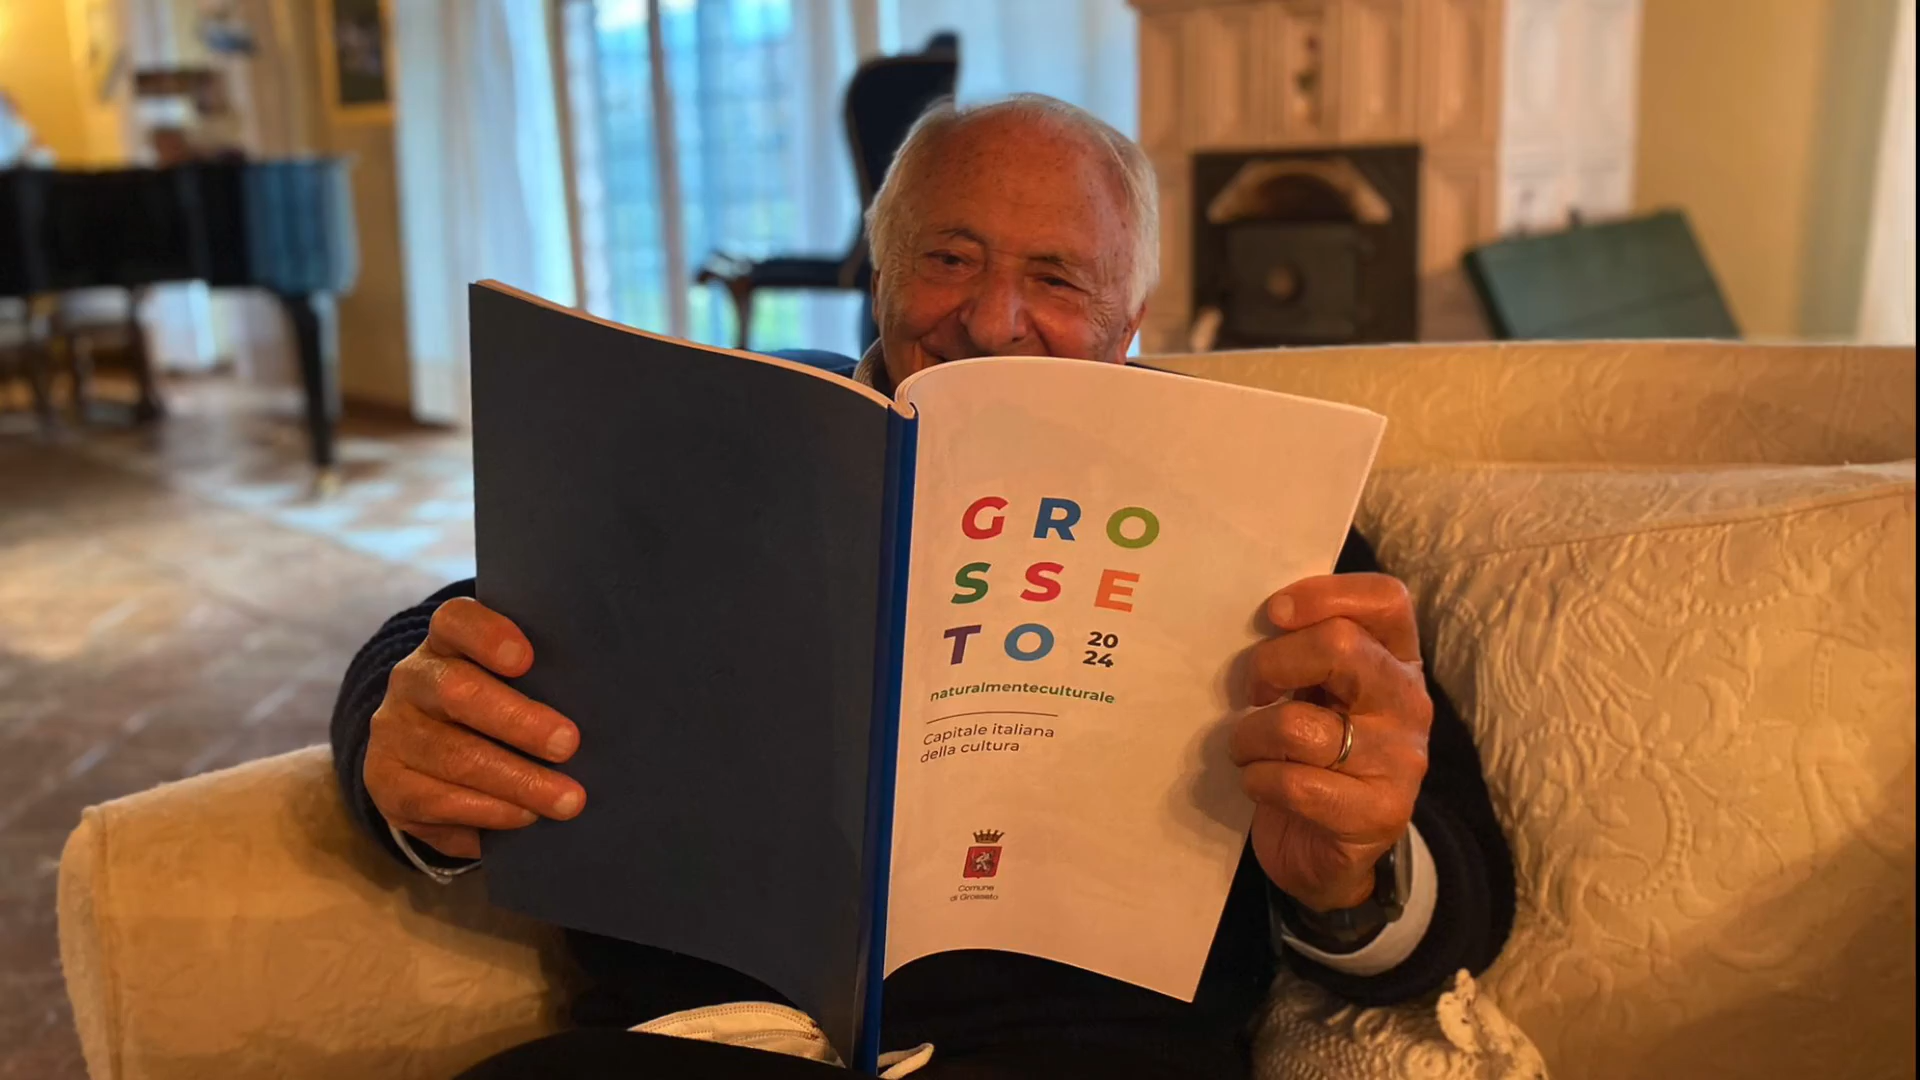 GRO
SSE
TO 20
24
naturalmenteculturale
Capitale italiana
della cultura
Comune
di Grosseto